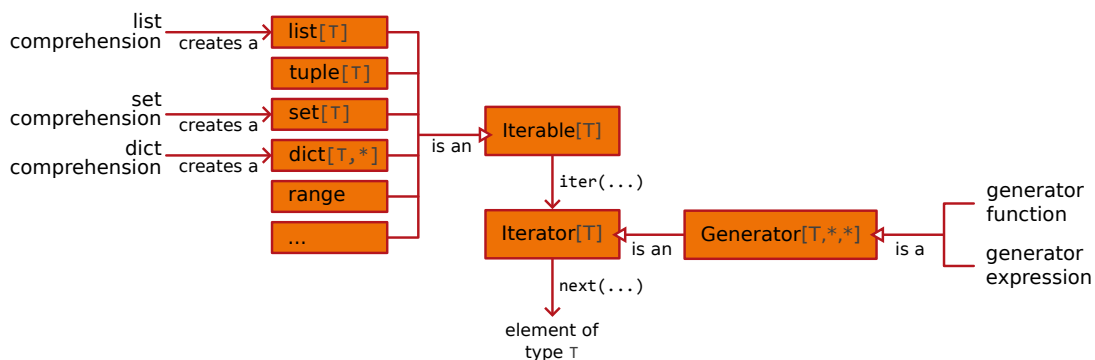 list
comprehension
creates a
list[T]
tuple[T]
set
comprehension
creates a
set[T]
dict
comprehension
creates a
dict[T,*]
range
...
is an
Iterable[T]
iter(...)
Iterator[T]
is an
Generator[T,*,*]
is a
generator
function
generator
expression
next(...)
element of
type T